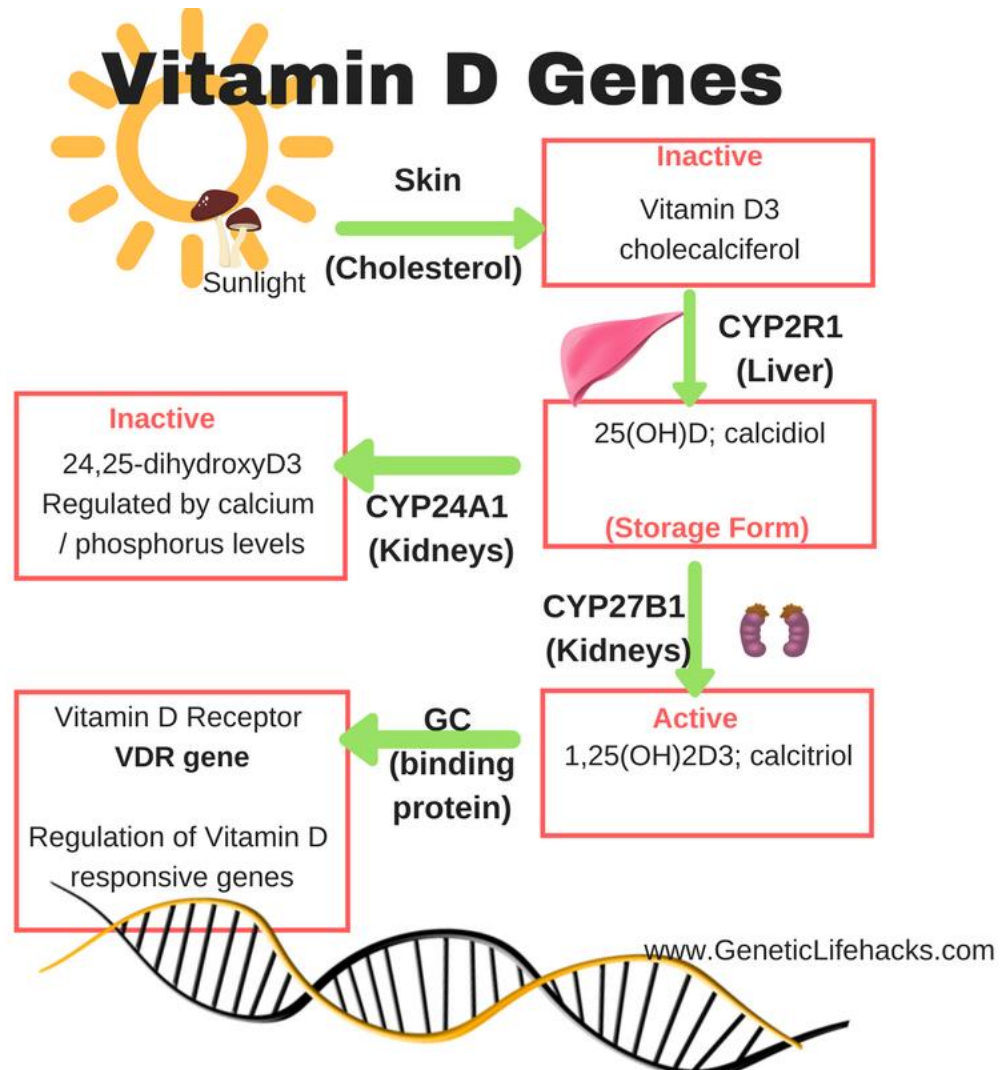 Vitamin D Genes
Sunlight
Skin
(Cholesterol)
Inactive
Vitamin D3
cholecalciferol
CYP2R1
(Liver)
25(OH)D; calcidiol
(Storage Form)
CYP24A1
(Kidneys)
Inactive
24,25-dihydroxyD3
Regulated by calcium
/ phosphorus levels
CYP27B1
(Kidneys)
Active
1,25(OH)2D3; calcitriol
GC
(binding
protein)
Vitamin D Receptor
VDR gene
Regulation of Vitamin D
responsive genes
www.GeneticLifehacks.com